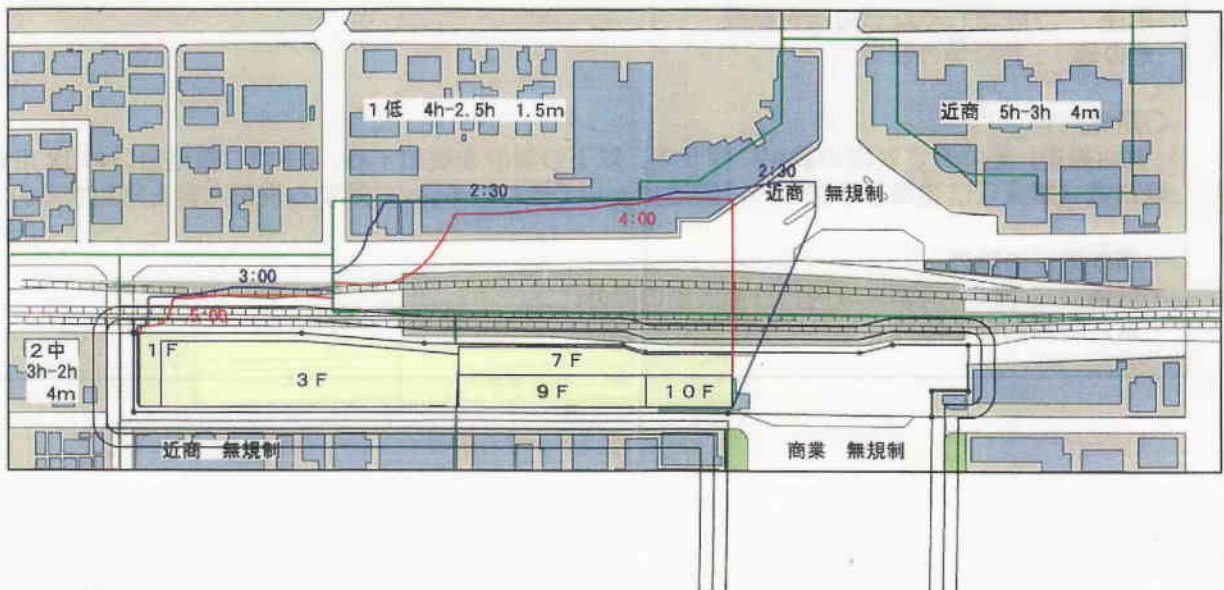 1低 4h-2.5h 1.5m
近商 5h-3h 4m
2:30
2:30
近商 無規制
4:00
3:00
5:00
2中
3h-2h
4m
1F
3F
7F
9F
10F
近商 無規制
商業 無規制